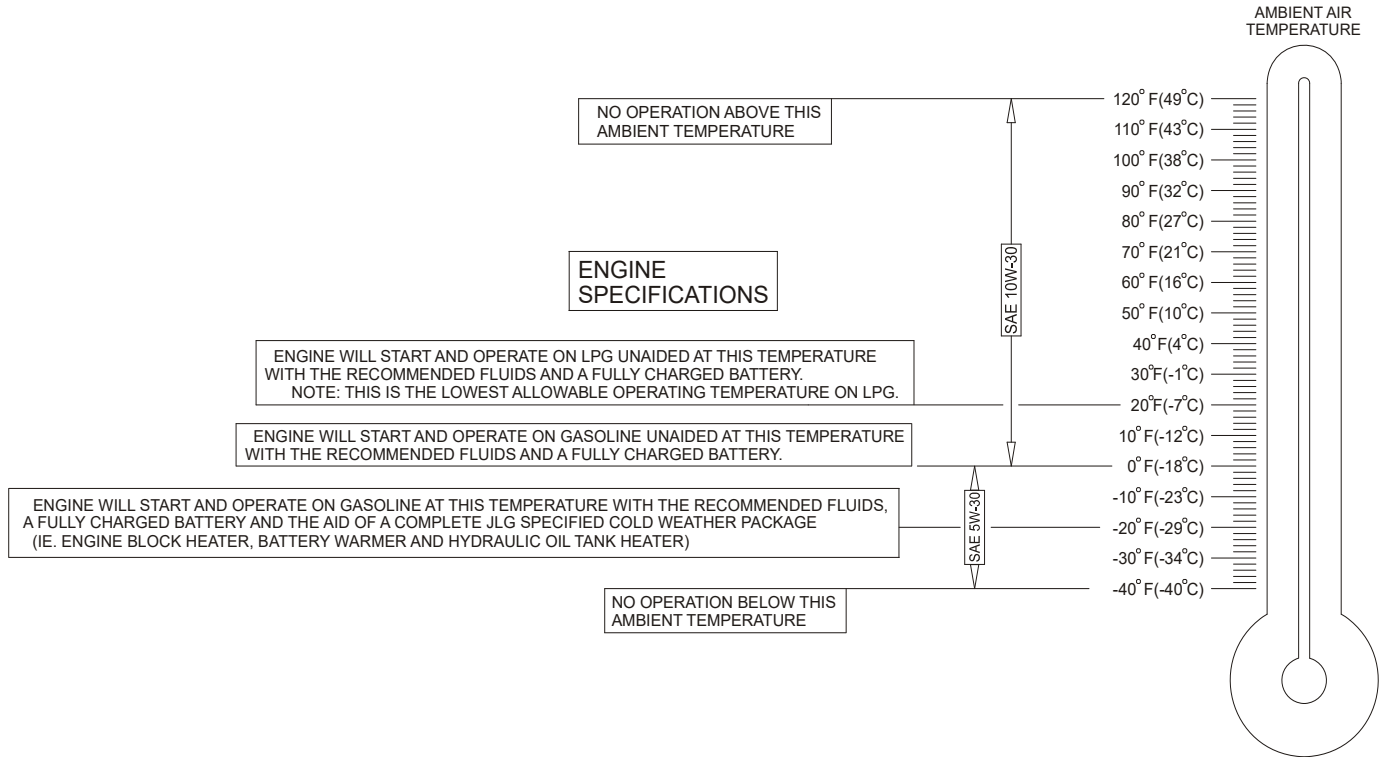 AMBIENT AIR
TEMPERATURE
NO OPERATION ABOVE THIS
AMBIENT TEMPERATURE
120° F(49°C)
110° F(43°C)
100° F(38°C)
90° F(32°C)
80° F(27°C)
70° F(21°C)
60° F(16°C)
50° F(10°C)
40°F(4°C)
30°F(-1°C)
20°F(-7°C)
10°F(-12°C)
0°F(-18°C)
-10°F(-23°C)
-20°F(-29°C)
-30°F(-34°C)
-40°F(-40°C)
SAE 10W-30
ENGINE
SPECIFICATIONS
ENGINE WILL START AND OPERATE ON LPG UNAIDED AT THIS TEMPERATURE
WITH THE RECOMMENDED FLUIDS AND A FULLY CHARGED BATTERY.
NOTE: THIS IS THE LOWEST ALLOWABLE OPERATING TEMPERATURE ON LPG.
ENGINE WILL START AND OPERATE ON GASOLINE UNAIDED AT THIS TEMPERATURE
WITH THE RECOMMENDED FLUIDS AND A FULLY CHARGED BATTERY.
SAE 5W-30
ENGINE WILL START AND OPERATE ON GASOLINE AT THIS TEMPERATURE WITH THE RECOMMENDED FLUIDS,
A FULLY CHARGED BATTERY AND THE AID OF A COMPLETE JLG SPECIFIED COLD WEATHER PACKAGE
(IE. ENGINE BLOCK HEATER, BATTERY WARMER AND HYDRAULIC OIL TANK HEATER)
NO OPERATION BELOW THIS
AMBIENT TEMPERATURE